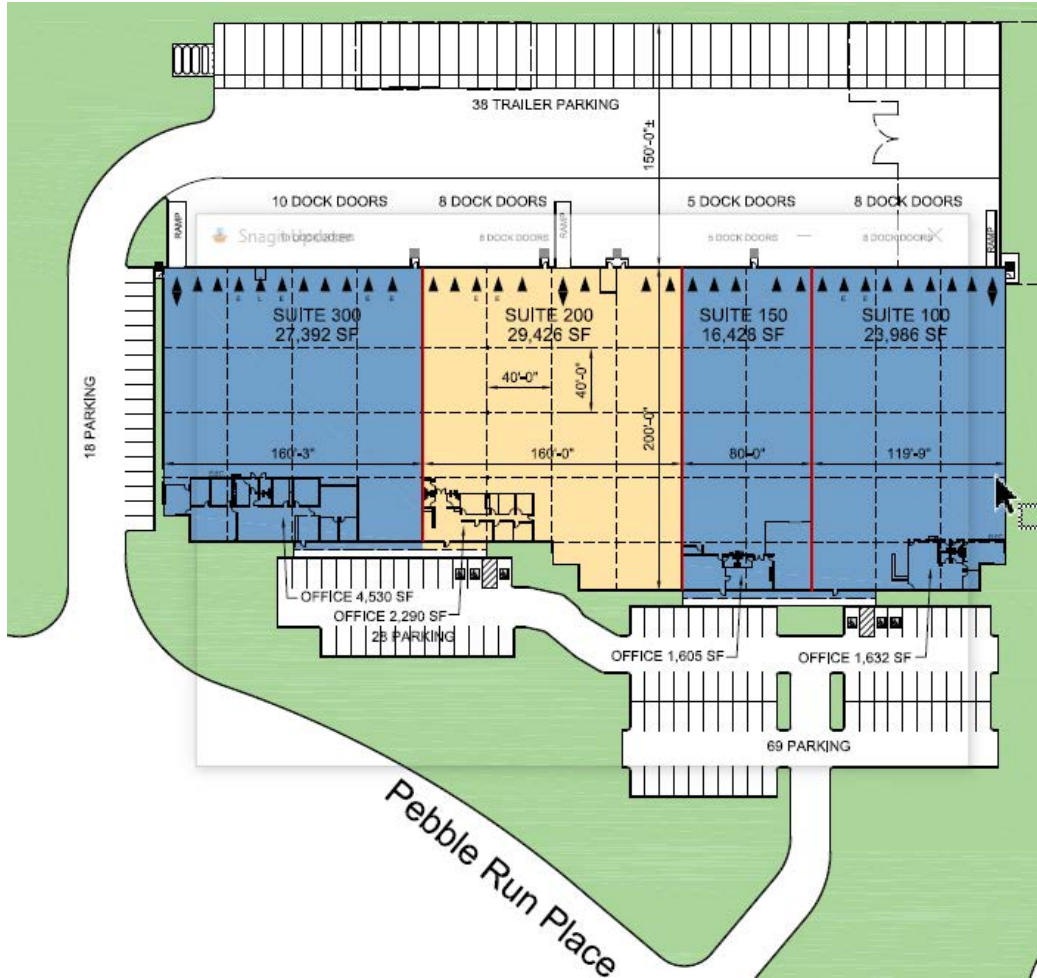 38 TRAILER PARKING
150'-0"±
10 DOCK DOORS
8 DOCK DOORS
5 DOCK DOORS
8 DOCK DOORS
RAMP
RAMP
RAMP
Snagit Updater
8 DOCK DOORS
5 DOCK DOORS
8 DOCK DOORS
E
L
E
E
E
E
E
E
E
SUITE 300
27,392 SF
SUITE 200
29,426 SF
SUITE 150
16,428 SF
SUITE 100
23,986 SF
40'-0"
40'-0"
200'-0"
18 PARKING
160'-3"
160'-0"
80'-0"
119'-9"
OFFICE 4,530 SF
OFFICE 2,290 SF
28 PARKING
OFFICE 1,605 SF
OFFICE 1,632 SF
69 PARKING
Pebble Run Place